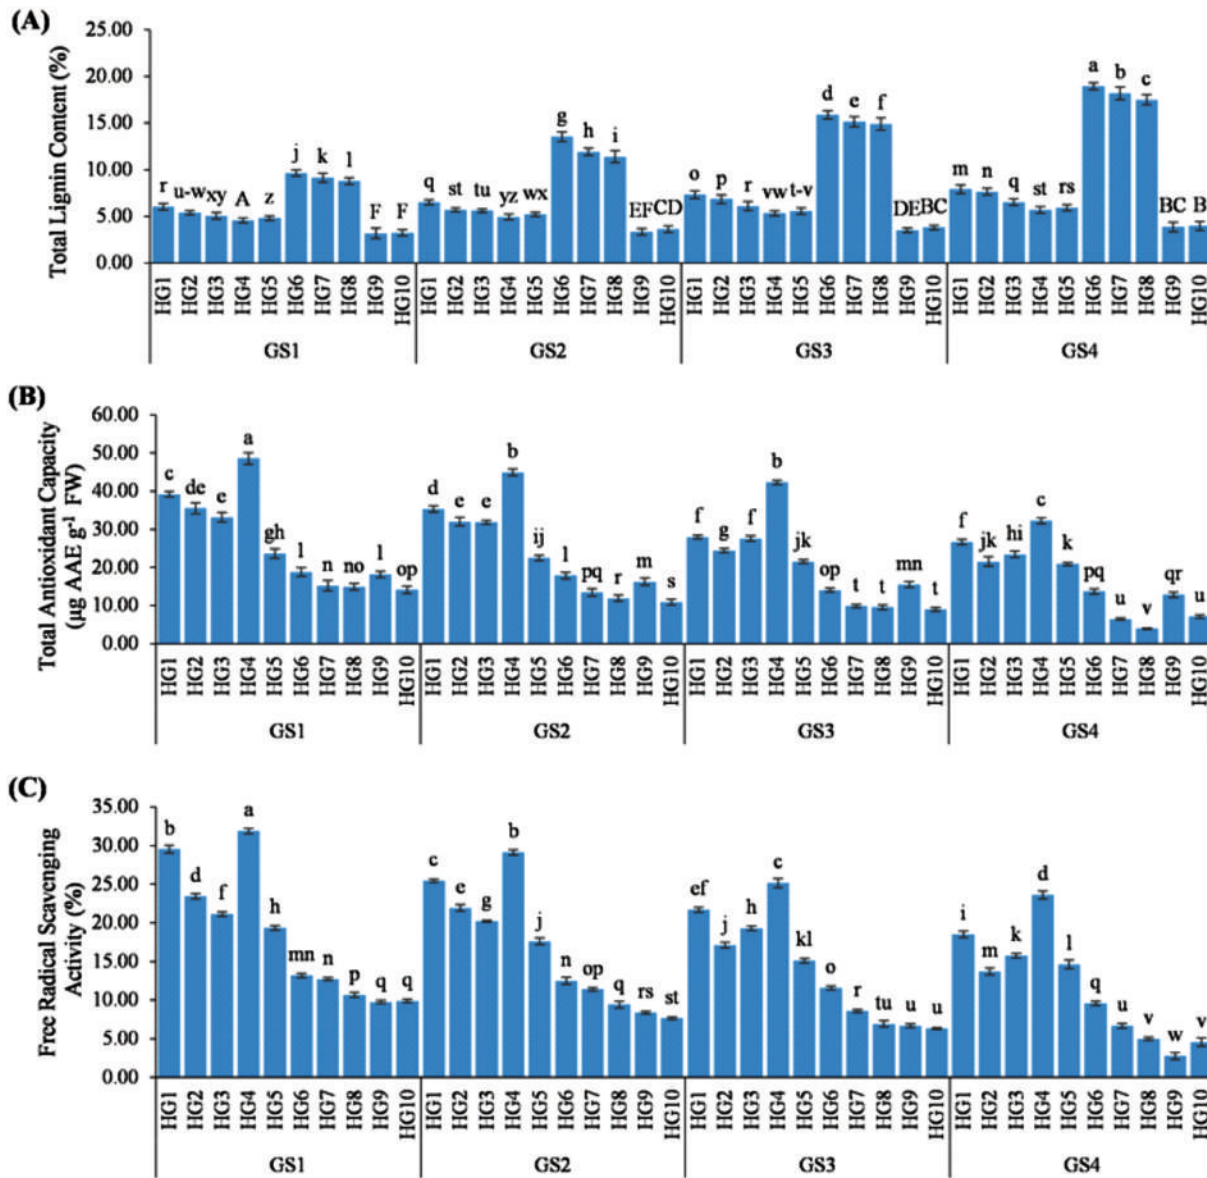 (A)
Total Lignin Content (%)
25.00
20.00
15.00
10.00
5.00
0.00
r u-w xy A z j k l F F q st tu yz wx g h i EF CD o p r vw t-v d e f DE BC m n q st rs a b c BC B
HG1 HG2 HG3 HG4 HG5 HG6 HG7 HG8 HG9 HG10 HG1 HG2 HG3 HG4 HG5 HG6 HG7 HG8 HG9 HG10 HG1 HG2 HG3 HG4 HG5 HG6 HG7 HG8 HG9 HG10 HG1 HG2 HG3 HG4 HG5 HG6 HG7 HG8 HG9 HG10
GS1 GS2 GS3 GS4
(B)
Total Antioxidant Capacity
(µg AAE g-1 FW)
60.00
50.00
40.00
30.00
20.00
10.00
0.00
c de e a gh l n no l op d e e b ij l pq r m s f g f b jk op t t mn t f jk hi c k pq u v qr u
HG1 HG2 HG3 HG4 HG5 HG6 HG7 HG8 HG9 HG10 HG1 HG2 HG3 HG4 HG5 HG6 HG7 HG8 HG9 HG10 HG1 HG2 HG3 HG4 HG5 HG6 HG7 HG8 HG9 HG10 HG1 HG2 HG3 HG4 HG5 HG6 HG7 HG8 HG9 HG10
GS1 GS2 GS3 GS4
(C)
Free Radical Scavenging
Activity (%)
35.00
30.00
25.00
20.00
15.00
10.00
5.00
0.00
b d f a h mn n p q q c e g b j n op q rs st ef j h c kl o r tu u u i m k d l q u v w v
HG1 HG2 HG3 HG4 HG5 HG6 HG7 HG8 HG9 HG10 HG1 HG2 HG3 HG4 HG5 HG6 HG7 HG8 HG9 HG10 HG1 HG2 HG3 HG4 HG5 HG6 HG7 HG8 HG9 HG10 HG1 HG2 HG3 HG4 HG5 HG6 HG7 HG8 HG9 HG10
GS1 GS2 GS3 GS4